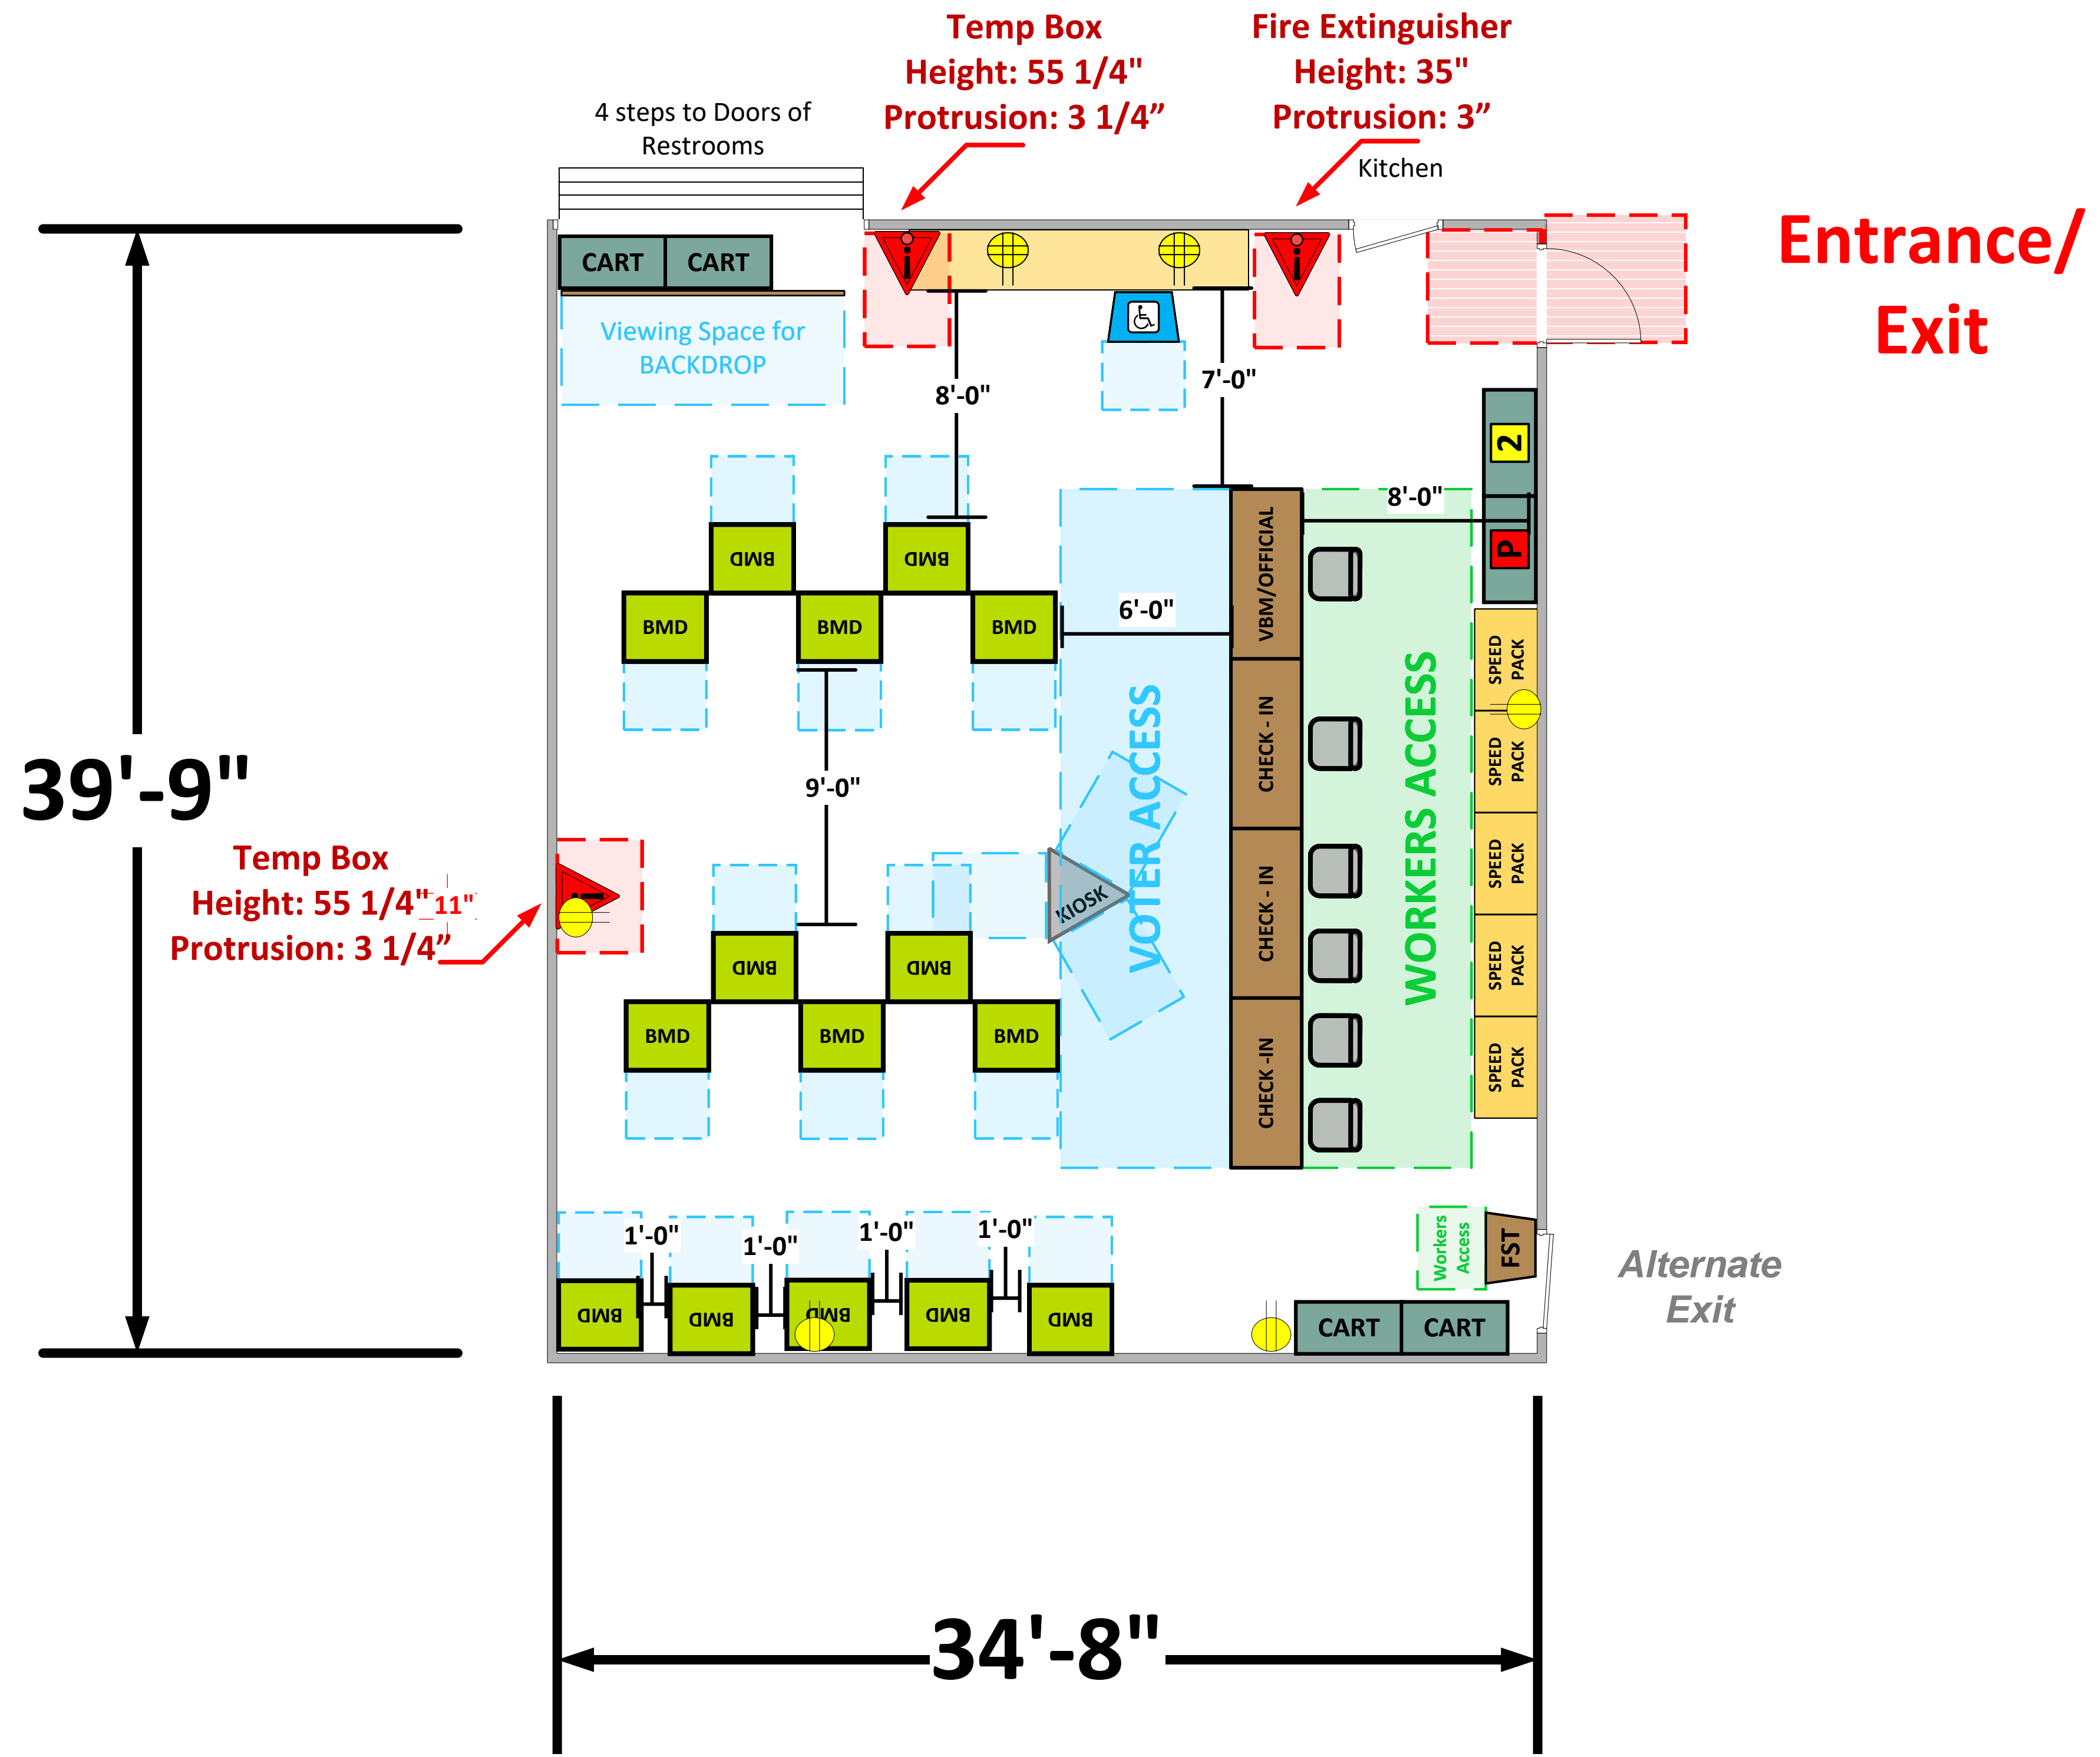 Temp Box
Height: 55 1/4"
Protrusion: 3 1/4”
Fire Extinguisher
Height: 35"
Protrusion: 3”
4 steps to Doors of
Restrooms
Kitchen
Entrance/
Exit
CART
CART
Viewing Space for
BACKDROP
8'-0"
7'-0"
2
8'-0"
P
BMD
BMD
VBM/OFFICIAL
BMD
BMD
BMD
6'-0"
SPEED
PACK
CHECK - IN
SPEED
PACK
39'-9"
9'-0"
VOTER ACCESS
WORKERS ACCESS
SPEED
PACK
Temp Box
Height: 55 1/4"
11"
Protrusion: 3 1/4”
KIOSK
CHECK - IN
SPEED
PACK
BMD
BMD
BMD
BMD
BMD
CHECK -IN
SPEED
PACK
1'-0"
1'-0"
1'-0"
1'-0"
Workers
Access
FST
Alternate
Exit
BMD
BMD
BMD
BMD
BMD
CART
CART
34'-8"